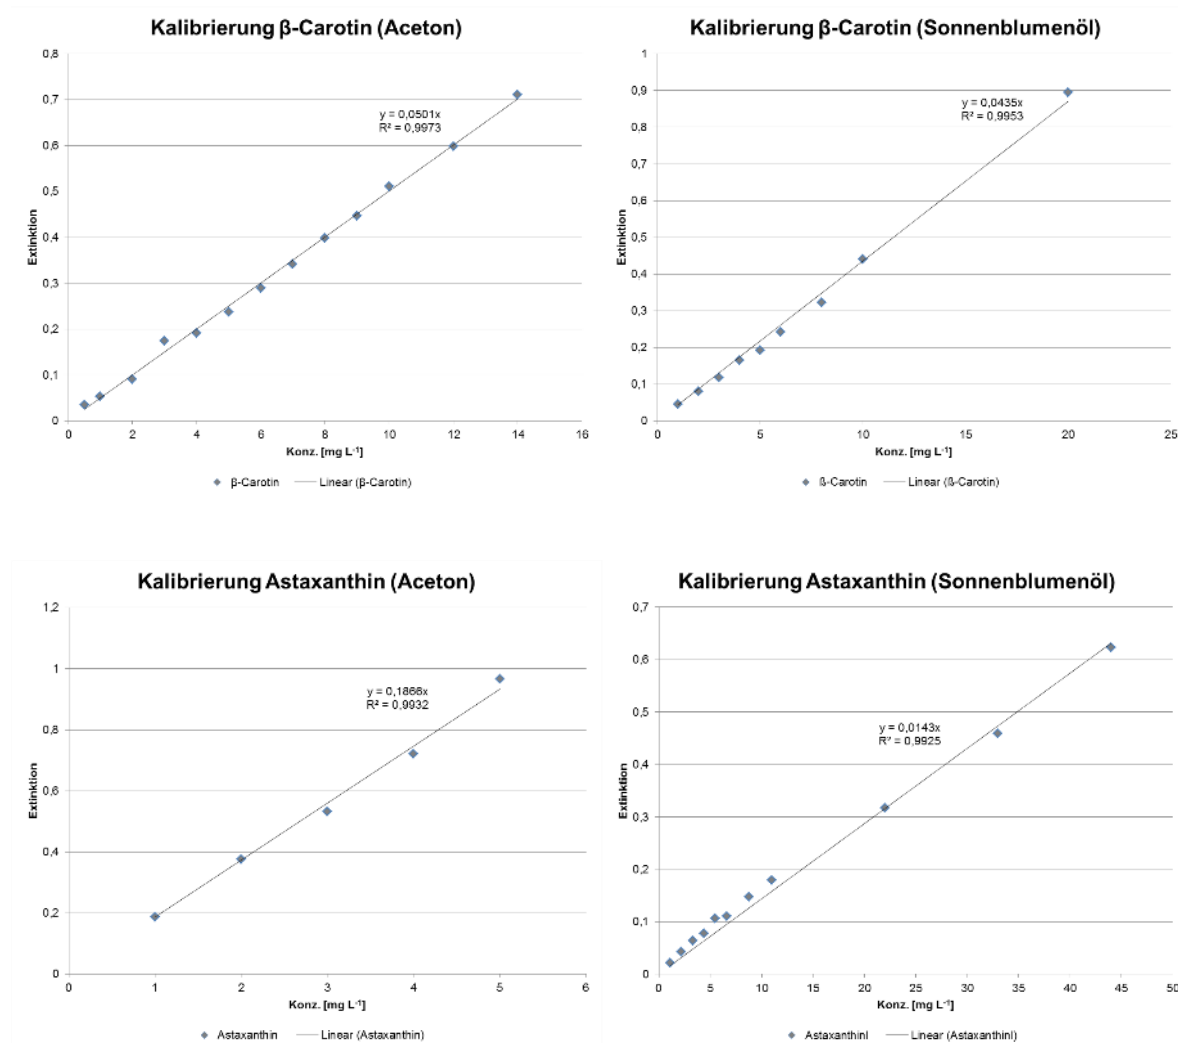 Kalibrierung β-Carotin (Aceton)
0,8
0,7
0,6
0,5
0,4
0,3
0,2
0,1
0
Extinktion
y = 0,0501x
R² = 0,9973
0 2 4 6 8 10 12 14 16
Konz. [mg L⁻¹]
β-Carotin Linear (β-Carotin)
Kalibrierung β-Carotin (Sonnenblumenöl)
1
0,9
0,8
0,7
0,6
0,5
0,4
0,3
0,2
0,1
0
Extinktion
y = 0,0435x
R² = 0,9953
0 5 10 15 20 25
Konz. [mg L⁻¹]
ß-Carotin Linear (ß-Carotin)
Kalibrierung Astaxanthin (Aceton)
1,2
1
0,8
0,6
0,4
0,2
0
Extinktion
y = 0,1866x
R² = 0,9932
0 1 2 3 4 5 6
Konz. [mg L⁻¹]
Astaxanthin Linear (Astaxanthin)
Kalibrierung Astaxanthin (Sonnenblumenöl)
0,7
0,6
0,5
0,4
0,3
0,2
0,1
0
Extinktion
y = 0,0143x
R² = 0,9925
0 5 10 15 20 25 30 35 40 45 50
Konz. [mg L⁻¹]
Astaxanthinl Linear (Astaxanthinl)